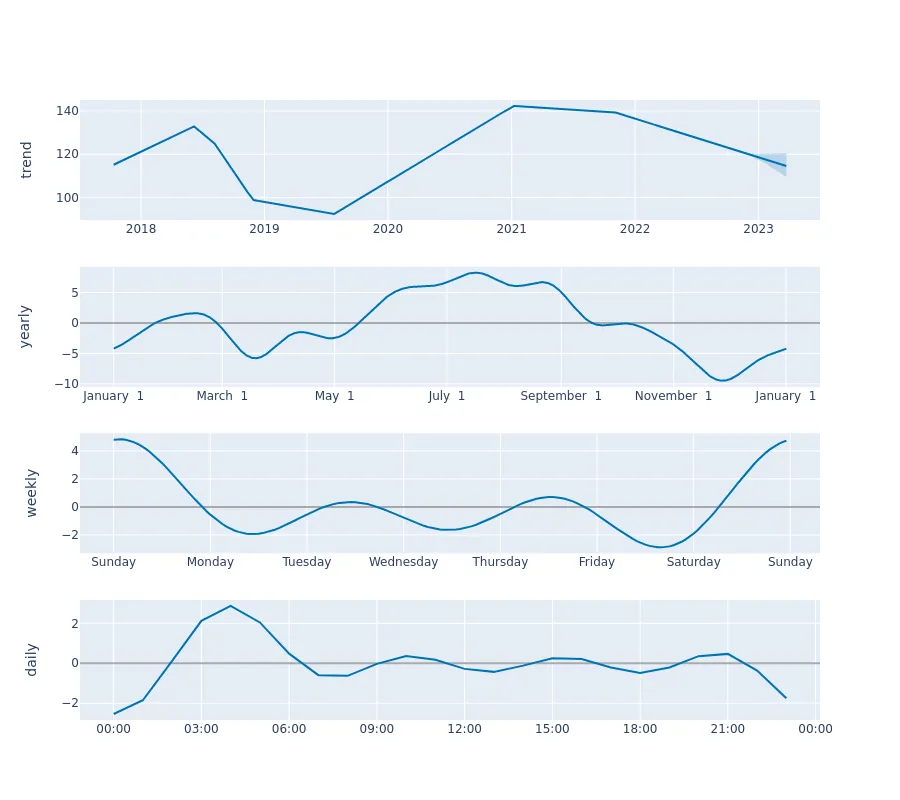 trend
140
120
100
2018 2019 2020 2021 2022 2023
yearly
5
0
−5
−10
January 1 March 1 May 1 July 1 September 1 November 1 January 1
weekly
4
2
0
−2
Sunday Monday Tuesday Wednesday Thursday Friday Saturday Sunday
daily
2
0
−2
00:00 03:00 06:00 09:00 12:00 15:00 18:00 21:00 00:00